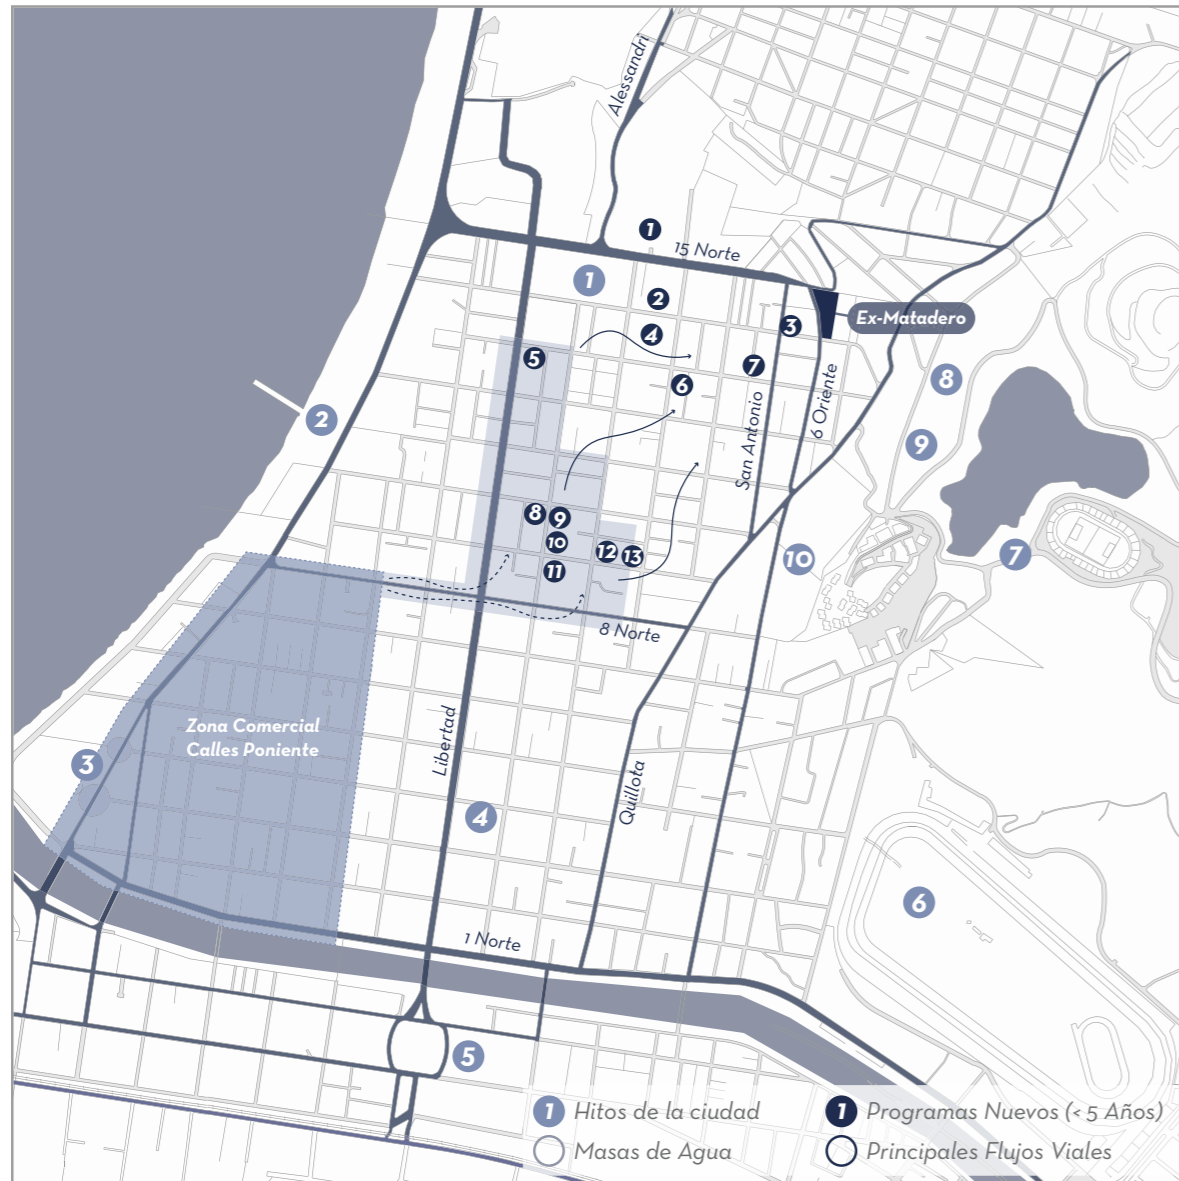 Alessandri
1
15 Norte
1
2
3
Ex-Matadero
4
5
7
6
8
2
San Antonio
6 Oriente
9
8
9
10
12
13
11
10
7
8 Norte
Zona Comercial
Calles Poniente
Libertad
3
Quillota
4
6
1 Norte
5
1 Hitos de la ciudad
1 Programas Nuevos (< 5 Años)
Masas de Agua
Principales Flujos Viales